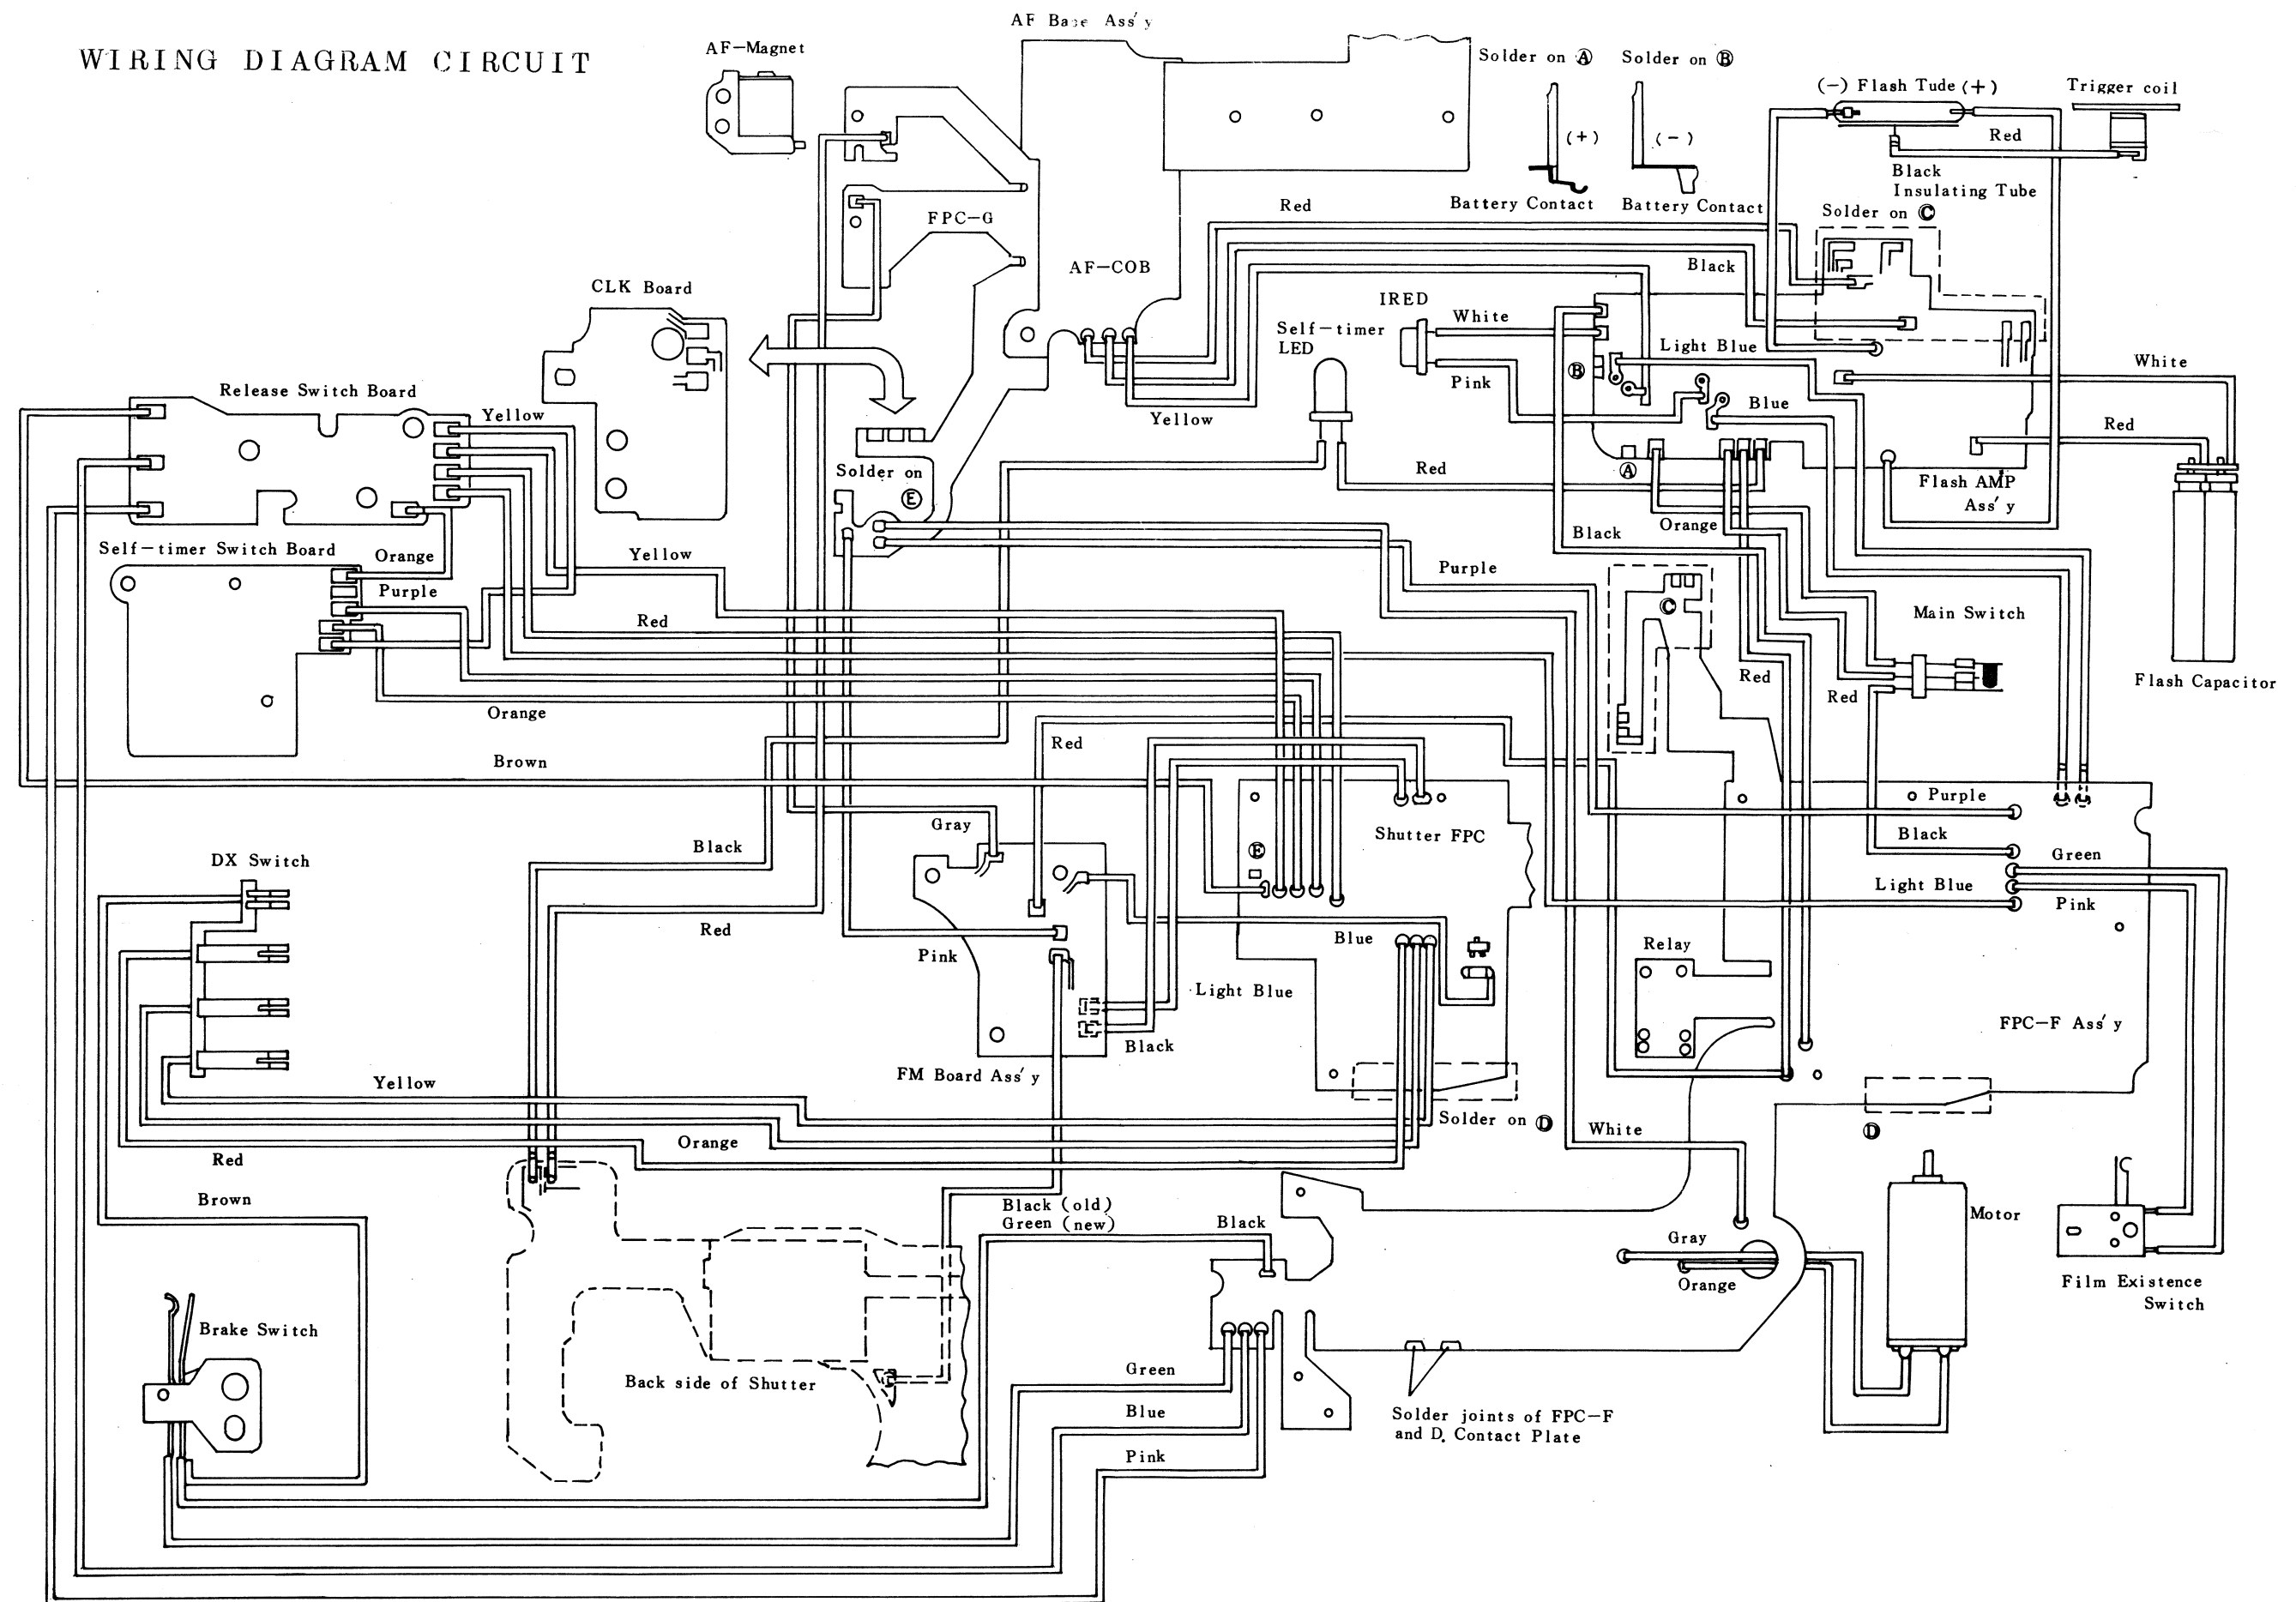 WIRING DIAGRAM CIRCUIT
AF-Magnet
AF Base Ass'y
Solder on Ⓐ
Solder on Ⓑ
(+)
(-)
Battery Contact
Battery Contact
(-) Flash Tude (+)
Trigger coil
Red
Black
Insulating Tube
Solder on Ⓒ
FPC-G
Red
AF-COB
Black
CLK Board
IRED
White
Self-timer
LED
Light Blue
Pink
Ⓑ
White
Blue
Yellow
Red
Release Switch Board
Yellow
Solder on
Ⓔ
Red
Ⓐ
Flash AMP
Ass'y
Orange
Black
Self-timer Switch Board
Orange
Yellow
Purple
Purple
Ⓒ
Main Switch
Red
Red
Red
Flash Capacitor
Orange
Red
Brown
Purple
Gray
Shutter FPC
Black
Black
Ⓔ
Green
DX Switch
Light Blue
Pink
Red
Blue
Relay
Pink
Light Blue
FPC-F Ass'y
Black
FM Board Ass'y
Yellow
Solder on Ⓓ
Ⓓ
White
Orange
Red
Brown
Black (old)
Green (new)
Black
Motor
Gray
Orange
Film Existence
Switch
Brake Switch
Back side of Shutter
Green
Blue
Solder joints of FPC-F
and D. Contact Plate
Pink